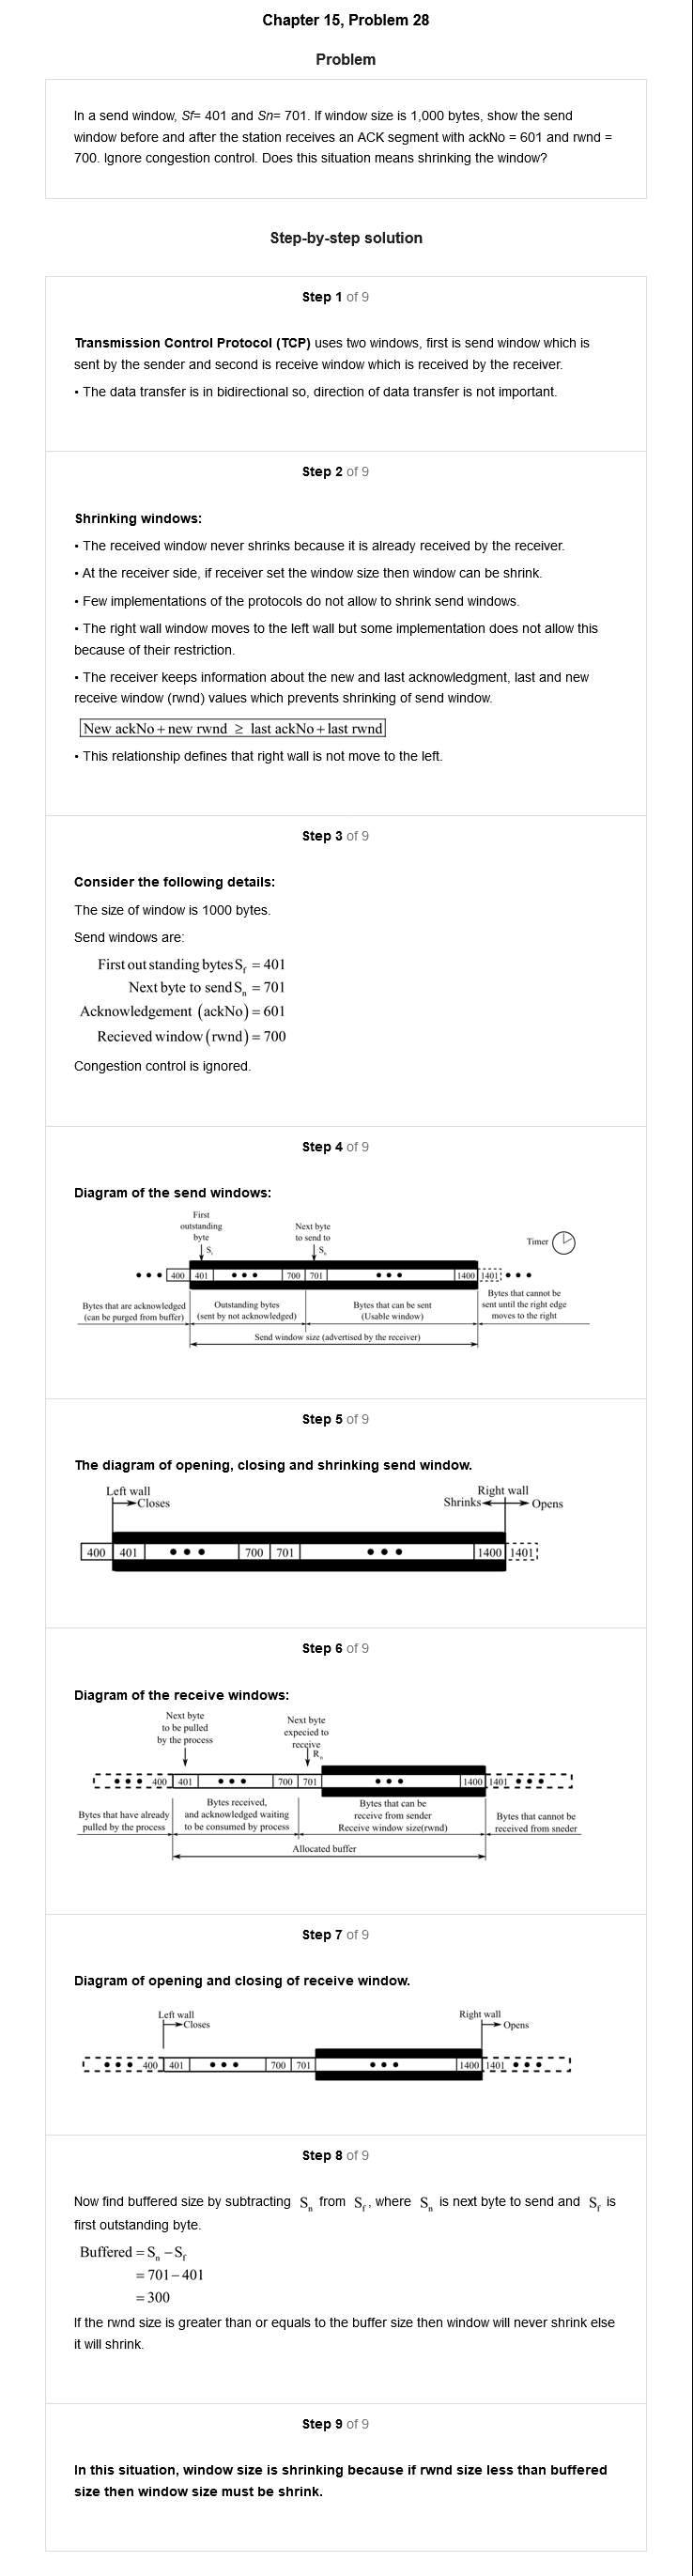 Chapter 15, Problem 28
Problem
In a send window, Sf= 401 and Sn= 701. If window size is 1,000 bytes, show the send
window before and after the station receives an ACK segment with ackNo = 601 and rwnd =
700. Ignore congestion control. Does this situation means shrinking the window?
Step-by-step solution
Step 1 of 9
Transmission Control Protocol (TCP) uses two windows, first is send window which is
sent by the sender and second is receive window which is received by the receiver.
• The data transfer is in bidirectional so, direction of data transfer is not important.
Step 2 of 9
Shrinking windows:
• The received window never shrinks because it is already received by the receiver.
• At the receiver side, if receiver set the window size then window can be shrink.
• Few implementations of the protocols do not allow to shrink send windows.
• The right wall window moves to the left wall but some implementation does not allow this
because of their restriction.
• The receiver keeps information about the new and last acknowledgment, last and new
receive window (rwnd) values which prevents shrinking of send window.
New ackNo + new rwnd ≥ last ackNo + last rwnd
• This relationship defines that right wall is not move to the left.
Step 3 of 9
Consider the following details:
The size of window is 1000 bytes.
Send windows are:
First out standing bytes Sf = 401
Next byte to send Sn = 701
Acknowledgement (ackNo) = 601
Recieved window (rwnd) = 700
Congestion control is ignored.
Step 4 of 9
Diagram of the send windows:
First
outstanding
byte
Sf
Next byte
to send to
Sn
Timer
• • • 400 401 • • • 700 701 • • • 1400 1401 • • •
Bytes that are acknowledged
(can be purged from buffer)
Outstanding bytes
(sent by not acknowledged)
Bytes that can be sent
(Usable window)
Bytes that cannot be
sent until the right edge
moves to the right
Send window size (advertised by the receiver)
Step 5 of 9
The diagram of opening, closing and shrinking send window.
Left wall
Closes
Right wall
Shrinks
Opens
400 401 • • • 700 701 • • • 1400 1401
Step 6 of 9
Diagram of the receive windows:
Next byte
to be pulled
by the process
Next byte
expecied to
receive
Rn
• • • 400 401 • • • 700 701 • • • 1400 1401 • • •
Bytes that have already
pulled by the process
Bytes received,
and acknowledged waiting
to be consumed by process
Bytes that can be
receive from sender
Receive window size(rwnd)
Bytes that cannot be
received from sneder
Allocated buffer
Step 7 of 9
Diagram of opening and closing of receive window.
Left wall
Closes
Right wall
Opens
• • • 400 401 • • • 700 701 • • • 1400 1401 • • •
Step 8 of 9
Now find buffered size by subtracting Sn from Sf, where Sn is next byte to send and Sf is
first outstanding byte.
Buffered = Sn − Sf
= 701 − 401
= 300
If the rwnd size is greater than or equals to the buffer size then window will never shrink else
it will shrink.
Step 9 of 9
In this situation, window size is shrinking because if rwnd size less than buffered
size then window size must be shrink.